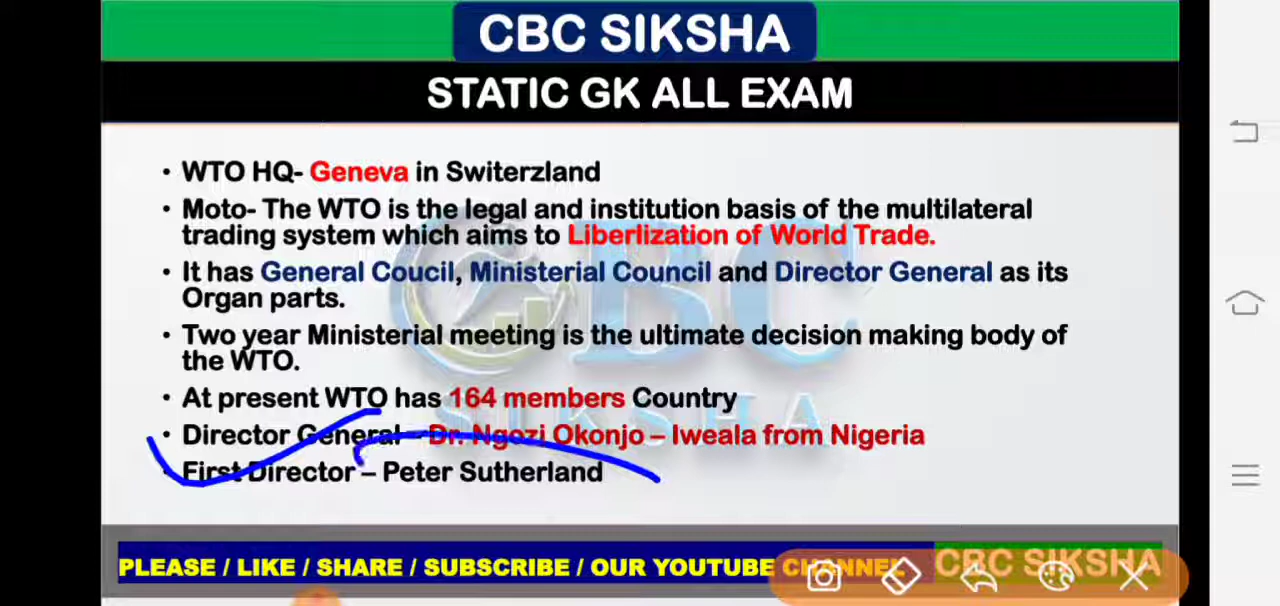 CBC SIKSHA
STATIC GK ALL EXAM
• WTO HQ- Geneva in Switerzland
• Moto- The WTO is the legal and institution basis of the multilateral
trading system which aims to Liberlization of World Trade.
• It has General Coucil, Ministerial Council and Director General as its
Organ parts.
• Two year Ministerial meeting is the ultimate decision making body of
the WTO.
• At present WTO has 164 members Country
• Director General – Dr. Ngozi Okonjo – Iweala from Nigeria
• First Director – Peter Sutherland
CBC
SIKSHA
PLEASE / LIKE / SHARE / SUBSCRIBE / OUR YOUTUBE CHANNEL CBC SIKSHA